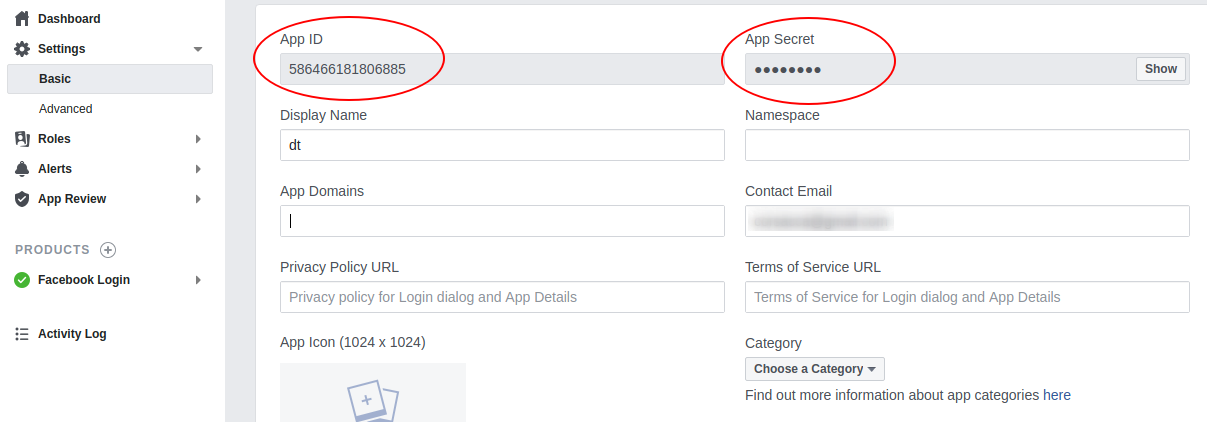 Dashboard
Settings
Basic
Advanced
Roles
Alerts
App Review
PRODUCTS
Facebook Login
Activity Log
App ID
586466181806885
App Secret
●●●●●●●●
Show
Display Name
dt
Namespace
App Domains
Contact Email
Privacy Policy URL
Privacy policy for Login dialog and App Details
Terms of Service URL
Terms of Service for Login dialog and App Details
App Icon (1024 x 1024)
Category
Choose a Category
Find out more information about app categories here